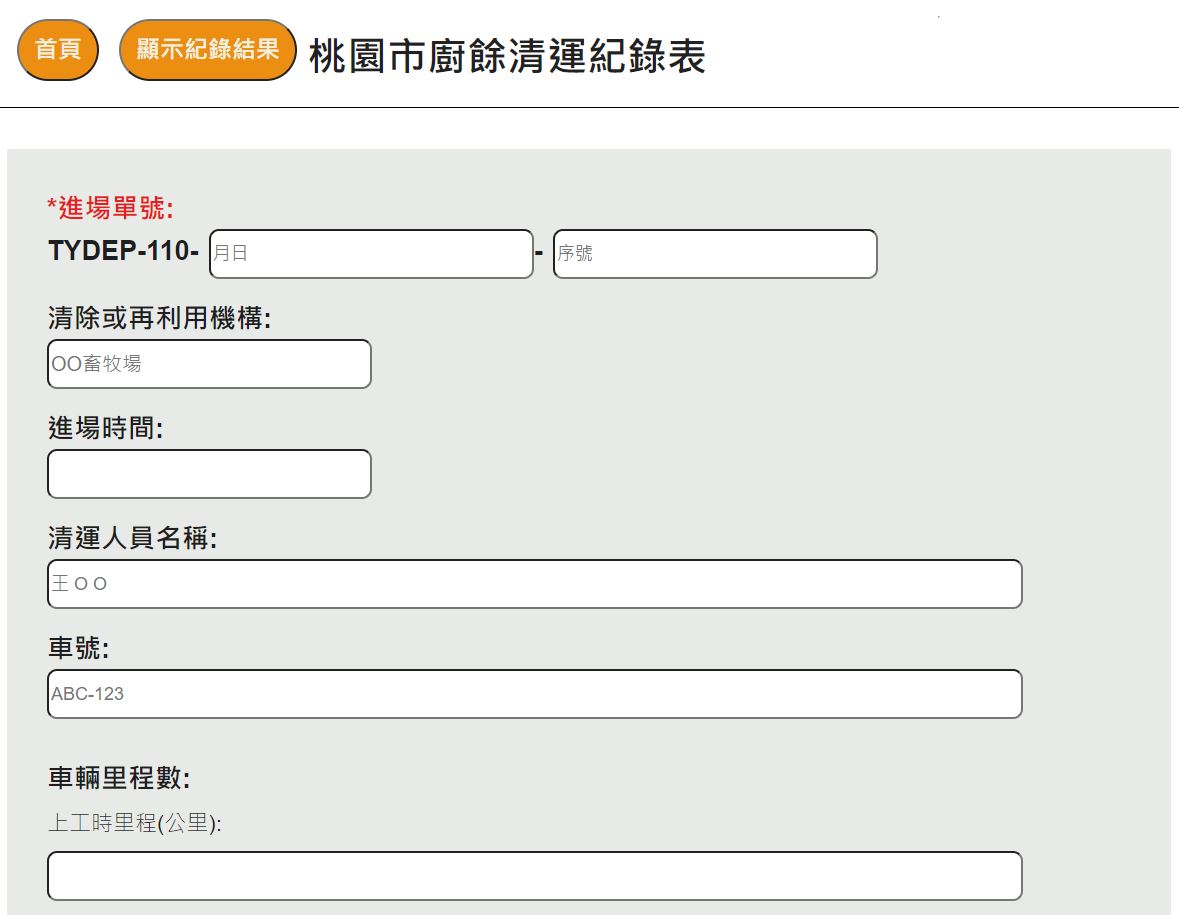 首頁 顯示紀錄結果 桃園市廚餘清運紀錄表
*進場單號:
TYDEP-110- 月日 - 序號
清除或再利用機構:
OO畜牧場
進場時間:
清運人員名稱:
王 O O
車號:
ABC-123
車輛里程數:
上工時里程(公里):